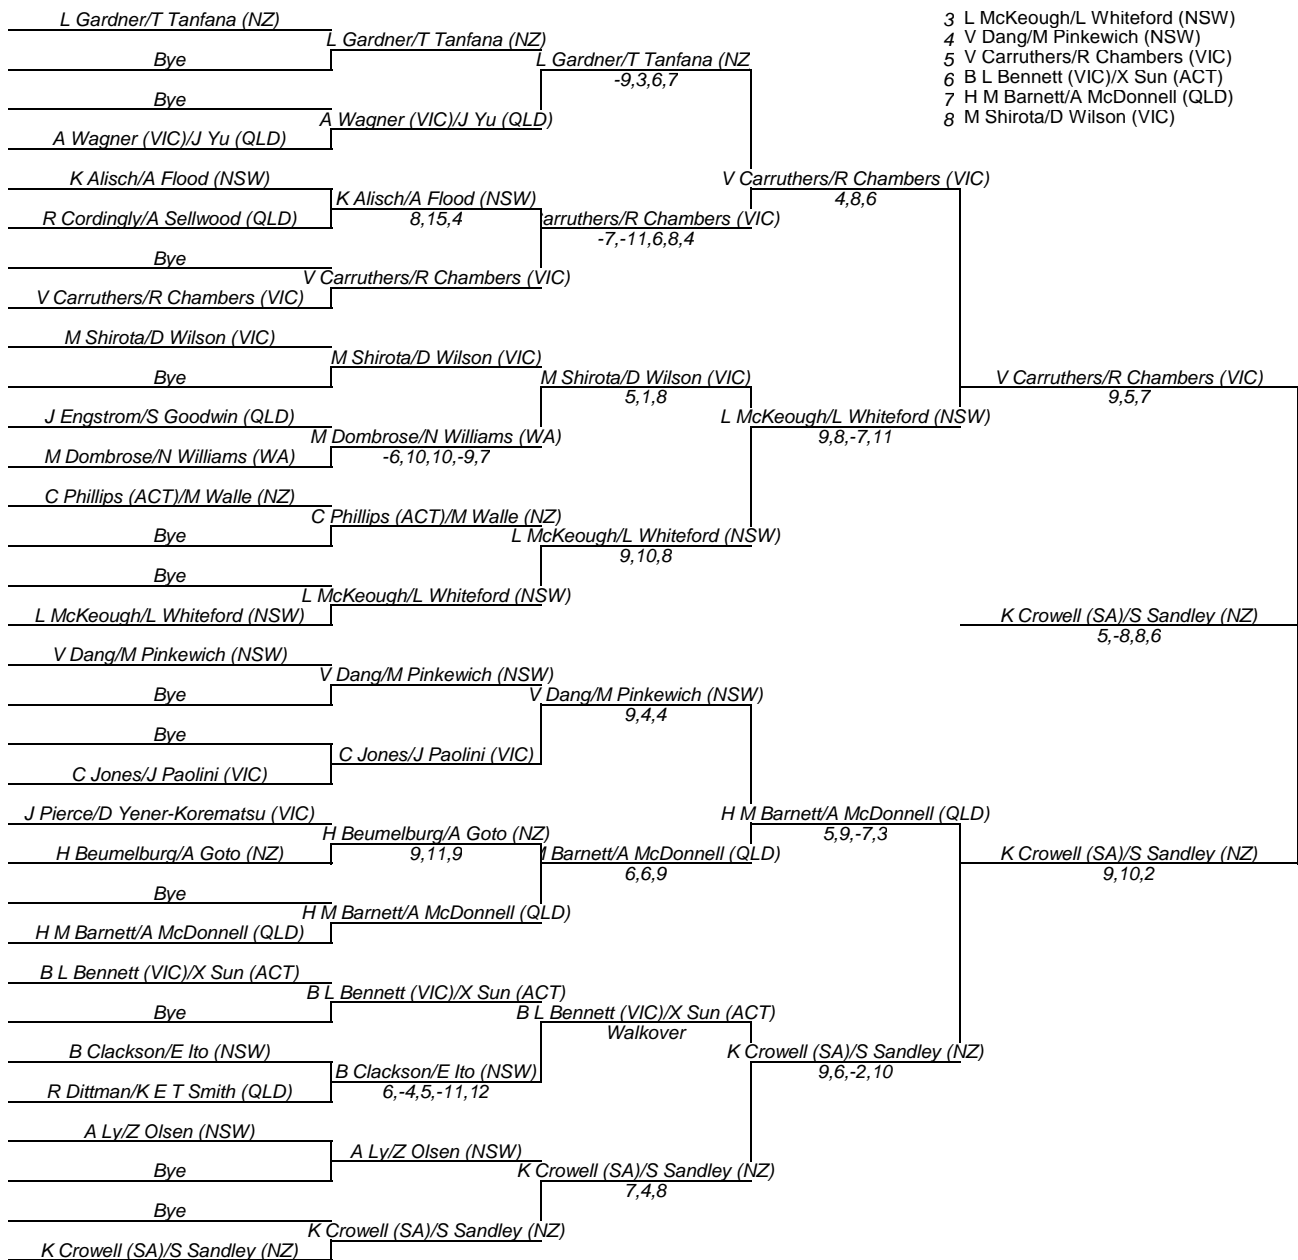 L Gardner/T Tanfana (NZ)
Bye
Bye
A Wagner (VIC)/J Yu (QLD)
K Alisch/A Flood (NSW)
R Cordingly/A Sellwood (QLD)
Bye
V Carruthers/R Chambers (VIC)
M Shirota/D Wilson (VIC)
Bye
J Engstrom/S Goodwin (QLD)
M Dombrose/N Williams (WA)
C Phillips (ACT)/M Walle (NZ)
Bye
Bye
L McKeough/L Whiteford (NSW)
V Dang/M Pinkewich (NSW)
Bye
Bye
C Jones/J Paolini (VIC)
J Pierce/D Yener-Korematsu (VIC)
H Beumelburg/A Goto (NZ)
Bye
H M Barnett/A McDonnell (QLD)
B L Bennett (VIC)/X Sun (ACT)
Bye
B Clackson/E Ito (NSW)
R Dittman/K E T Smith (QLD)
A Ly/Z Olsen (NSW)
Bye
Bye
K Crowell (SA)/S Sandley (NZ)
L Gardner/T Tanfana (NZ)
A Wagner (VIC)/J Yu (QLD)
K Alisch/A Flood (NSW)
8,15,4
V Carruthers/R Chambers (VIC)
M Shirota/D Wilson (VIC)
M Dombrose/N Williams (WA)
-6,10,10,-9,7
C Phillips (ACT)/M Walle (NZ)
L McKeough/L Whiteford (NSW)
V Dang/M Pinkewich (NSW)
C Jones/J Paolini (VIC)
H Beumelburg/A Goto (NZ)
9,11,9
H M Barnett/A McDonnell (QLD)
B L Bennett (VIC)/X Sun (ACT)
B Clackson/E Ito (NSW)
6,-4,5,-11,12
A Ly/Z Olsen (NSW)
K Crowell (SA)/S Sandley (NZ)
L Gardner/T Tanfana (NZ
-9,3,6,7
arruthers/R Chambers (VIC)
-7,-11,6,8,4
M Shirota/D Wilson (VIC)
5,1,8
L McKeough/L Whiteford (NSW)
9,10,8
V Dang/M Pinkewich (NSW)
9,4,4
Barnett/A McDonnell (QLD)
6,6,9
B L Bennett (VIC)/X Sun (ACT)
Walkover
K Crowell (SA)/S Sandley (NZ)
7,4,8
V Carruthers/R Chambers (VIC)
4,8,6
L McKeough/L Whiteford (NSW)
9,8,-7,11
H M Barnett/A McDonnell (QLD)
5,9,-7,3
K Crowell (SA)/S Sandley (NZ)
9,6,-2,10
V Carruthers/R Chambers (VIC)
9,5,7
K Crowell (SA)/S Sandley (NZ)
9,10,2
K Crowell (SA)/S Sandley (NZ)
5,-8,8,6
3 L McKeough/L Whiteford (NSW)
4 V Dang/M Pinkewich (NSW)
5 V Carruthers/R Chambers (VIC)
6 B L Bennett (VIC)/X Sun (ACT)
7 H M Barnett/A McDonnell (QLD)
8 M Shirota/D Wilson (VIC)